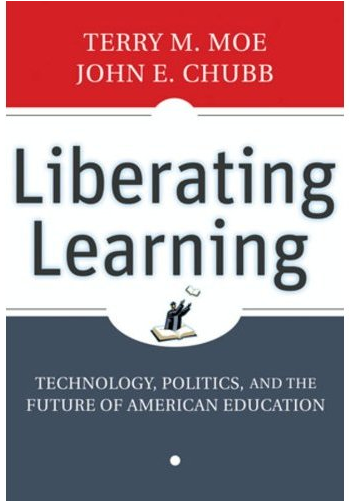 TERRY M. MOE
JOHN E. CHUBB
Liberating
Learning
TECHNOLOGY, POLITICS, AND THE
FUTURE OF AMERICAN EDUCATION